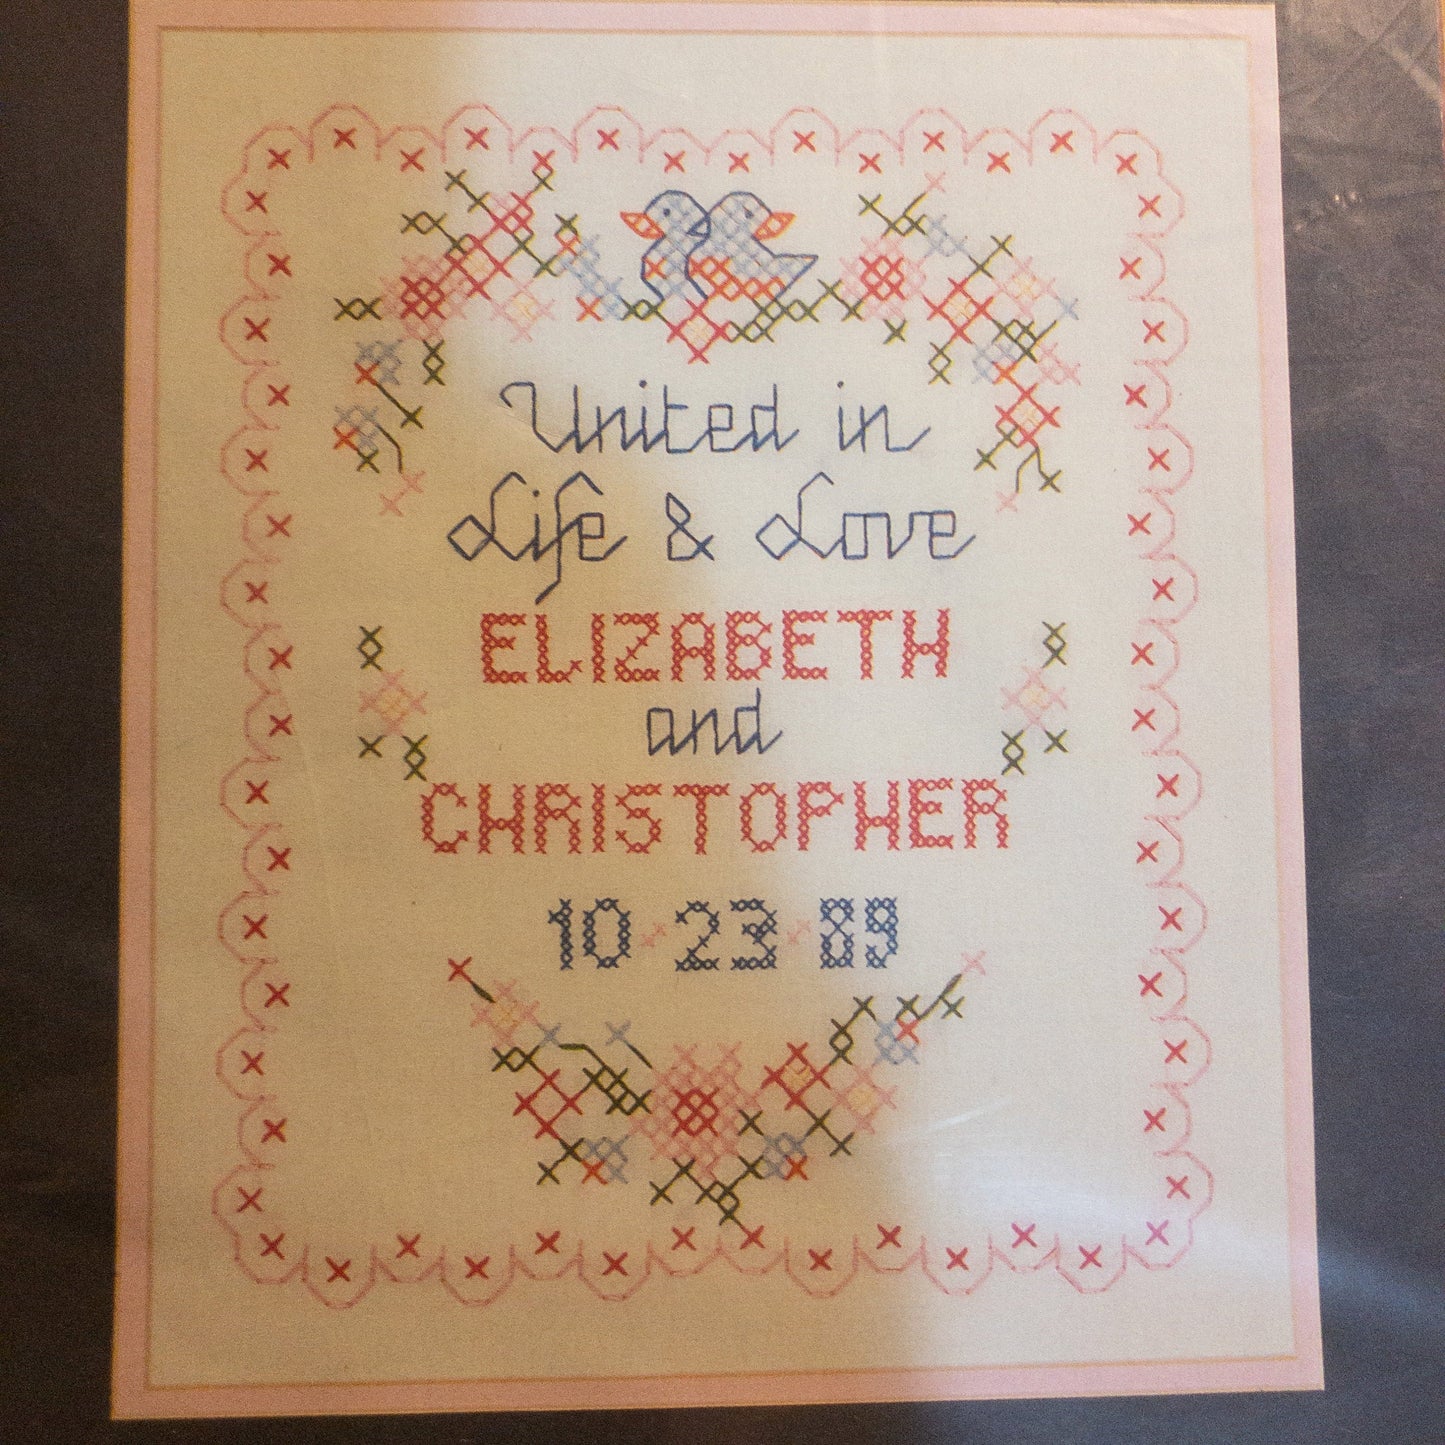 United in
Life & Love
ELIZABETH
and
CHRISTOPHER
10-23-89